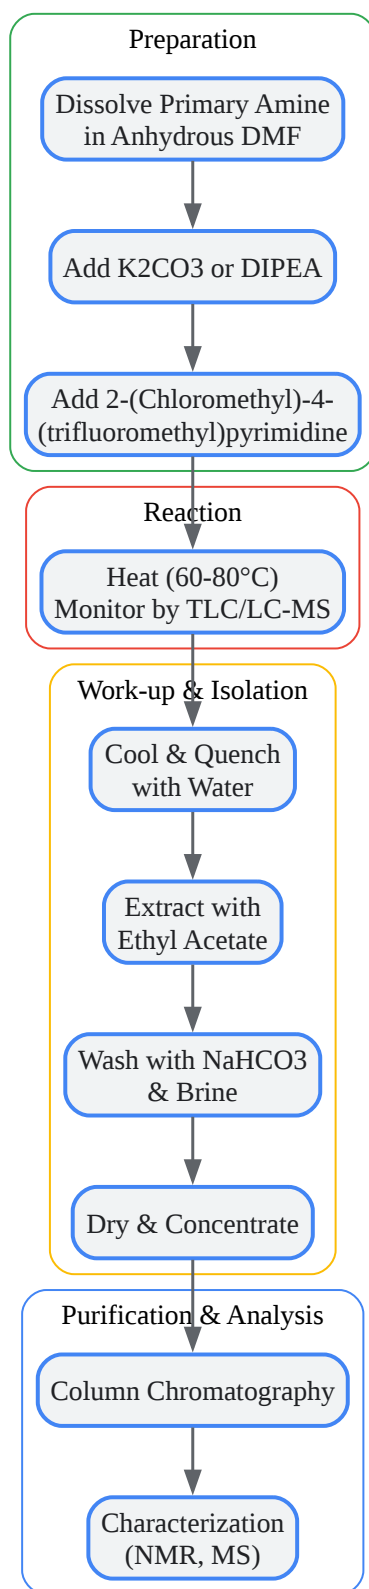 Preparation
Dissolve Primary Amine
in Anhydrous DMF
Add K2CO3 or DIPEA
Add 2-(Chloromethyl)-4-
(trifluoromethyl)pyrimidine
Reaction
Heat (60-80°C)
Monitor by TLC/LC-MS
Work-up & Isolation
Cool & Quench
with Water
Extract with
Ethyl Acetate
Wash with NaHCO3
& Brine
Dry & Concentrate
Purification & Analysis
Column Chromatography
Characterization
(NMR, MS)